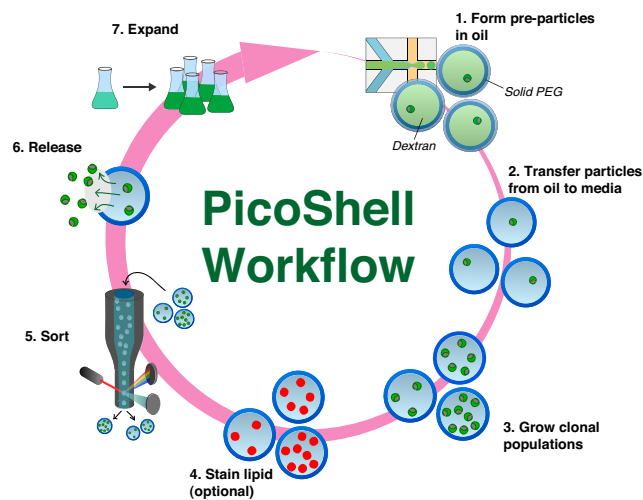 7. Expand
1. Form pre-particles
in oil
Solid PEG
Dextran
6. Release
2. Transfer particles
from oil to media
PicoShell
Workflow
5. Sort
3. Grow clonal
populations
4. Stain lipid
(optional)